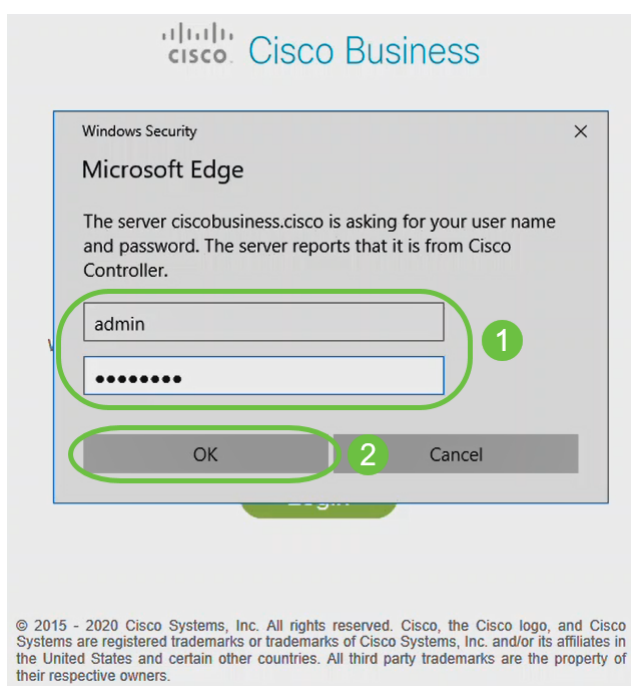 CISCO Cisco Business
Windows Security
Microsoft Edge
The server ciscobusiness.cisco is asking for your user name
and password. The server reports that it is from Cisco
Controller.
admin
●●●●●●●●
1
OK
2
Cancel
© 2015 - 2020 Cisco Systems, Inc. All rights reserved. Cisco, the Cisco logo, and Cisco
Systems are registered trademarks or trademarks of Cisco Systems, Inc. and/or its affiliates in
the United States and certain other countries. All third party trademarks are the property of
their respective owners.